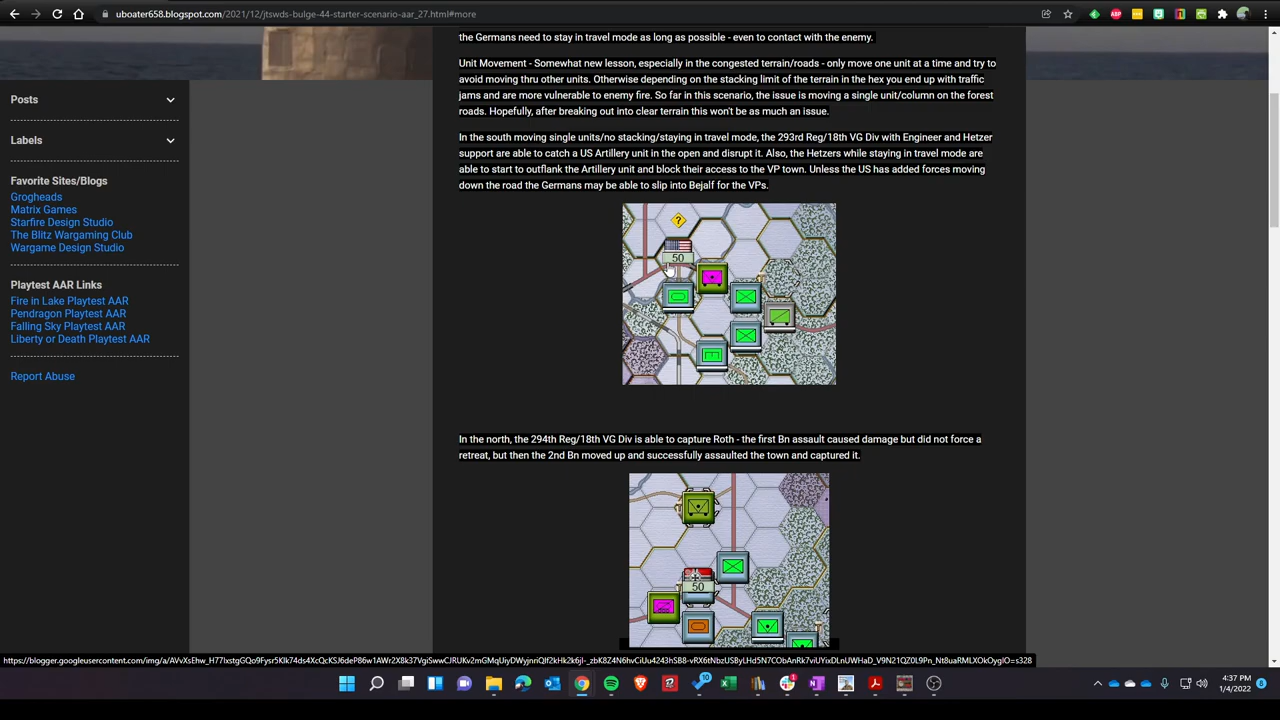 uboater658.blogspot.com/2021/12/jtswds-bulge-44-starter-scenario-aar_27.html#more
the Germans need to stay in travel mode as long as possible - even to contact with the enemy.
Unit Movement - Somewhat new lesson, especially in the congested terrain/roads - only move one unit at a time and try to
avoid moving thru other units. Otherwise depending on the stacking limit of the terrain in the hex you end up with traffic
jams and are more vulnerable to enemy fire. So far in this scenario, the issue is moving a single unit/column on the forest
roads. Hopefully, after breaking out into clear terrain this won't be as much an issue.
In the south moving single units/no stacking/staying in travel mode, the 293rd Reg/18th VG Div with Engineer and Hetzer
support are able to catch a US Artillery unit in the open and disrupt it. Also, the Hetzers while staying in travel mode are
able to start to outflank the Artillery unit and block their access to the VP town. Unless the US has added forces moving
down the road the Germans may be able to slip into Bejalf for the VPs.
?
50
In the north, the 294th Reg/18th VG Div is able to capture Roth - the first Bn assault caused damage but did not force a
retreat, but then the 2nd Bn moved up and successfully assaulted the town and captured it.
50
Posts
Labels
Favorite Sites/Blogs
Grogheads
Matrix Games
Starfire Design Studio
The Blitz Wargaming Club
Wargame Design Studio
Playtest AAR Links
Fire in Lake Playtest AAR
Pendragon Playtest AAR
Falling Sky Playtest AAR
Liberty or Death Playtest AAR
Report Abuse
10
4:37 PM
1/4/2022